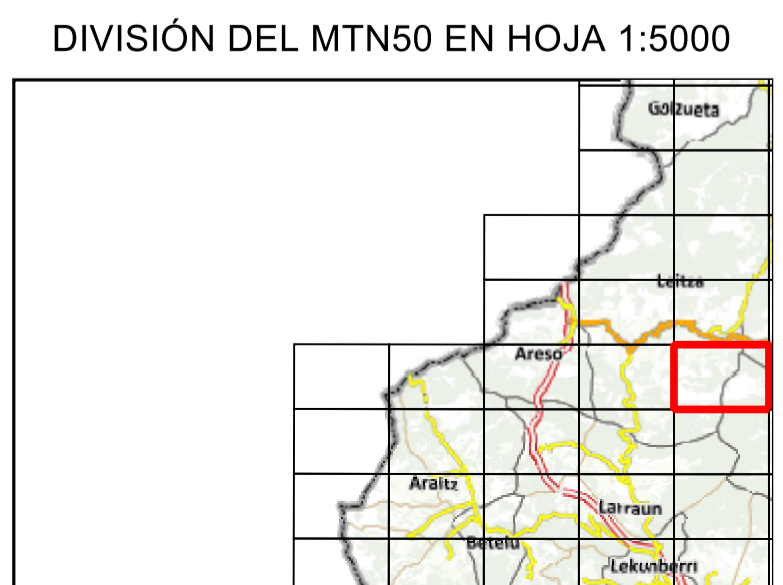 DIVISIÓN DEL MTN50 EN HOJA 1:5000
Goizueta
Leitza
Areso
Araitz
Larraun
Betelu
Lekunberri